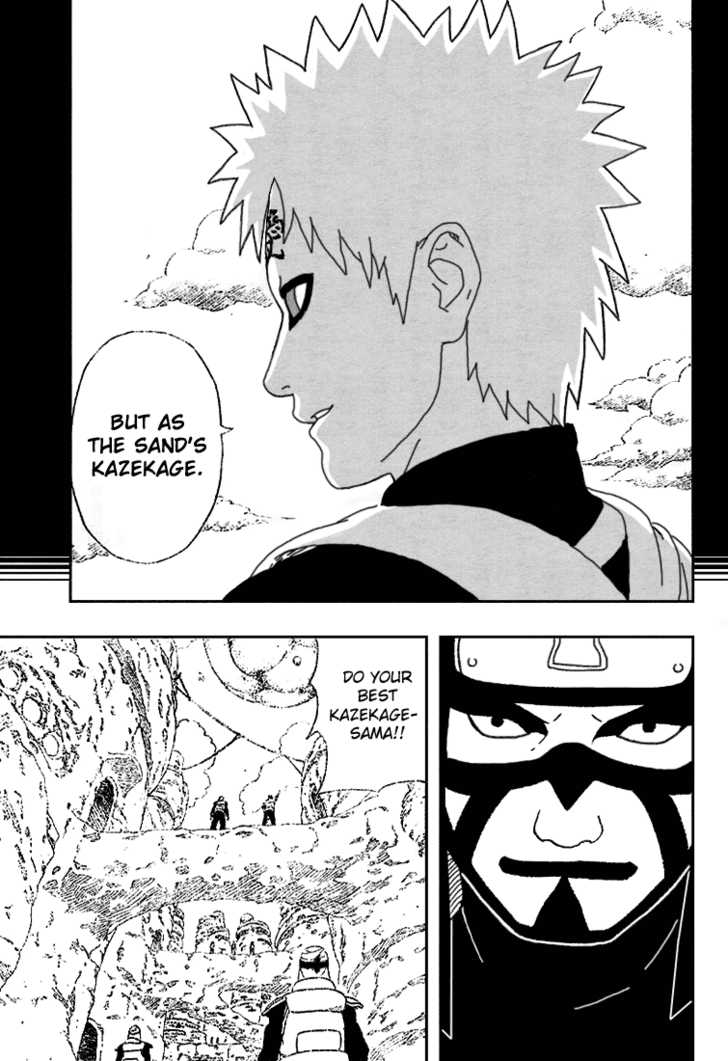 BUT AS
THE SAND'S
KAZEKAGE.
DO YOUR
BEST
KAZEKAGE-
SAMA!!